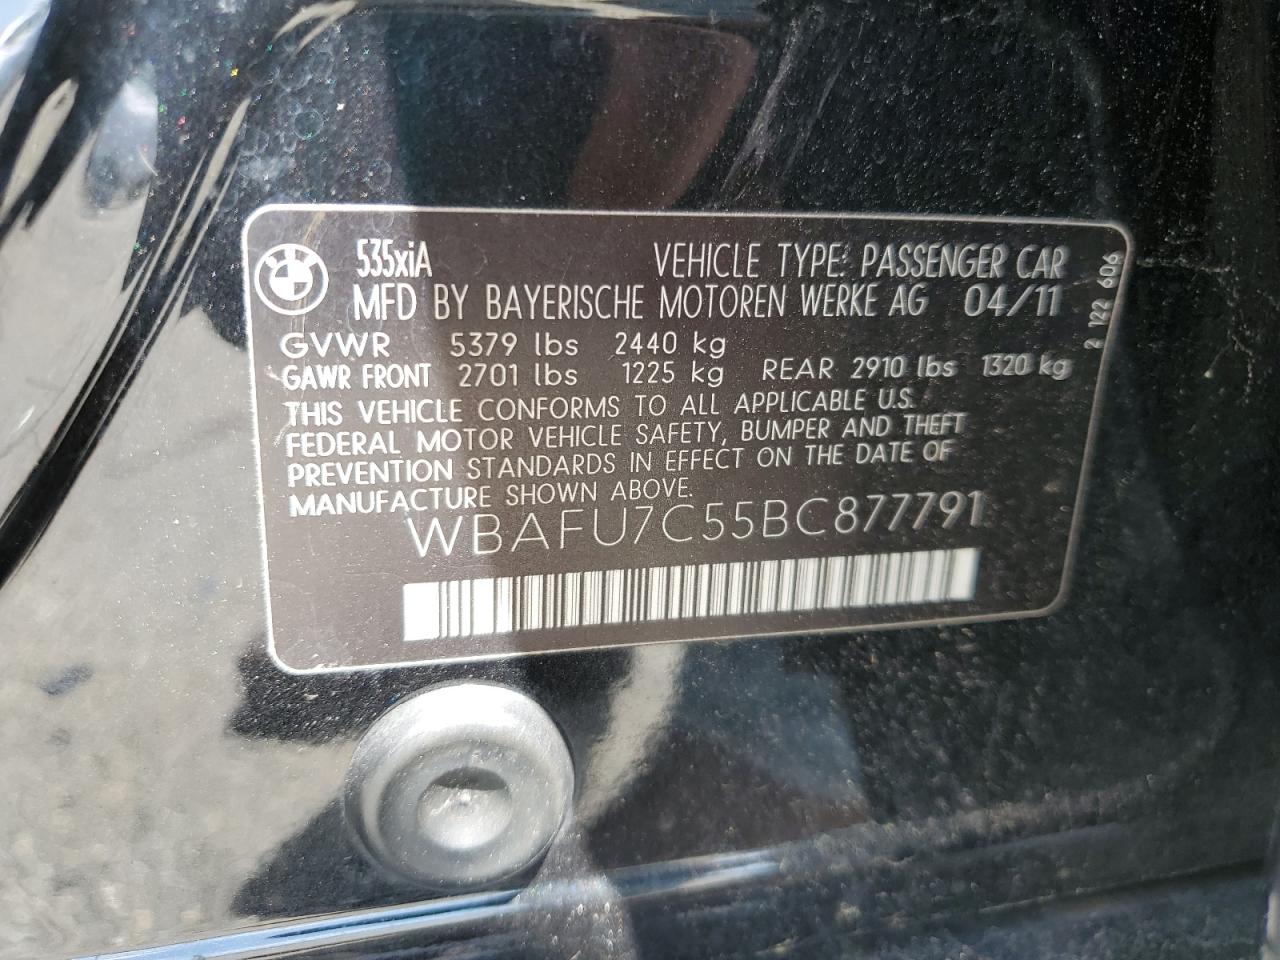 535xiA VEHICLE TYPE: PASSENGER CAR
MFD BY BAYERISCHE MOTOREN WERKE AG 04/11
GVWR 5379 lbs 2440 kg
GAWR FRONT 2701 lbs 1225 kg REAR 2910 lbs 1320 kg
THIS VEHICLE CONFORMS TO ALL APPLICABLE U.S.
FEDERAL MOTOR VEHICLE SAFETY, BUMPER AND THEFT
PREVENTION STANDARDS IN EFFECT ON THE DATE OF
MANUFACTURE SHOWN ABOVE.
WBAFU7C55BC877791
2 122 606